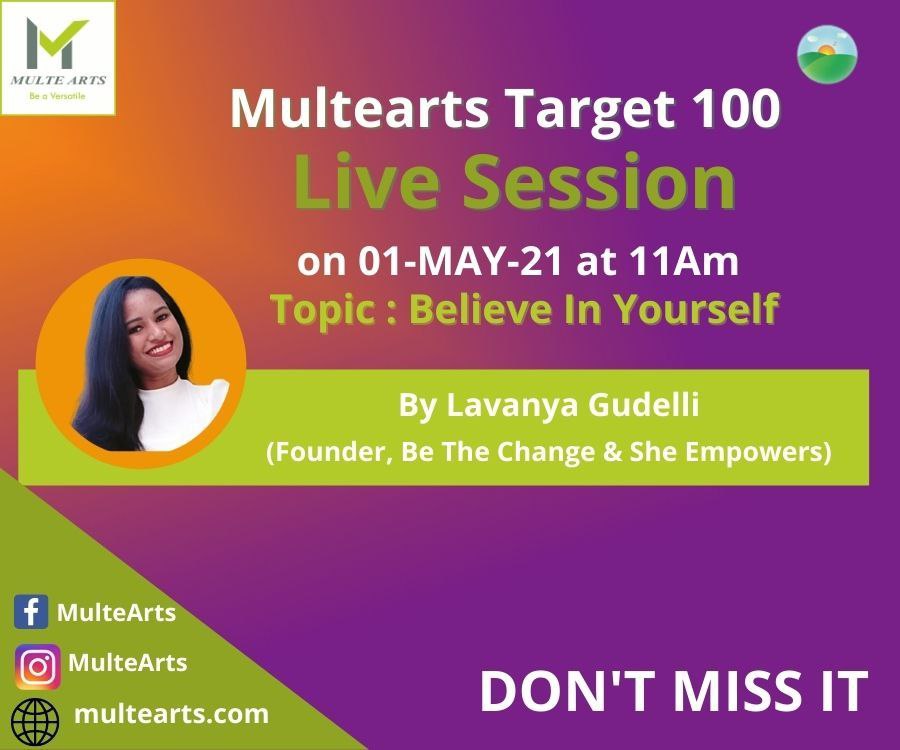 MULTE ARTS
Be a Versatile
Multearts Target 100
Live Session
on 01-MAY-21 at 11Am
Topic : Believe In Yourself
By Lavanya Gudelli
(Founder, Be The Change & She Empowers)
MulteArts
MulteArts
multearts.com
DON'T MISS IT